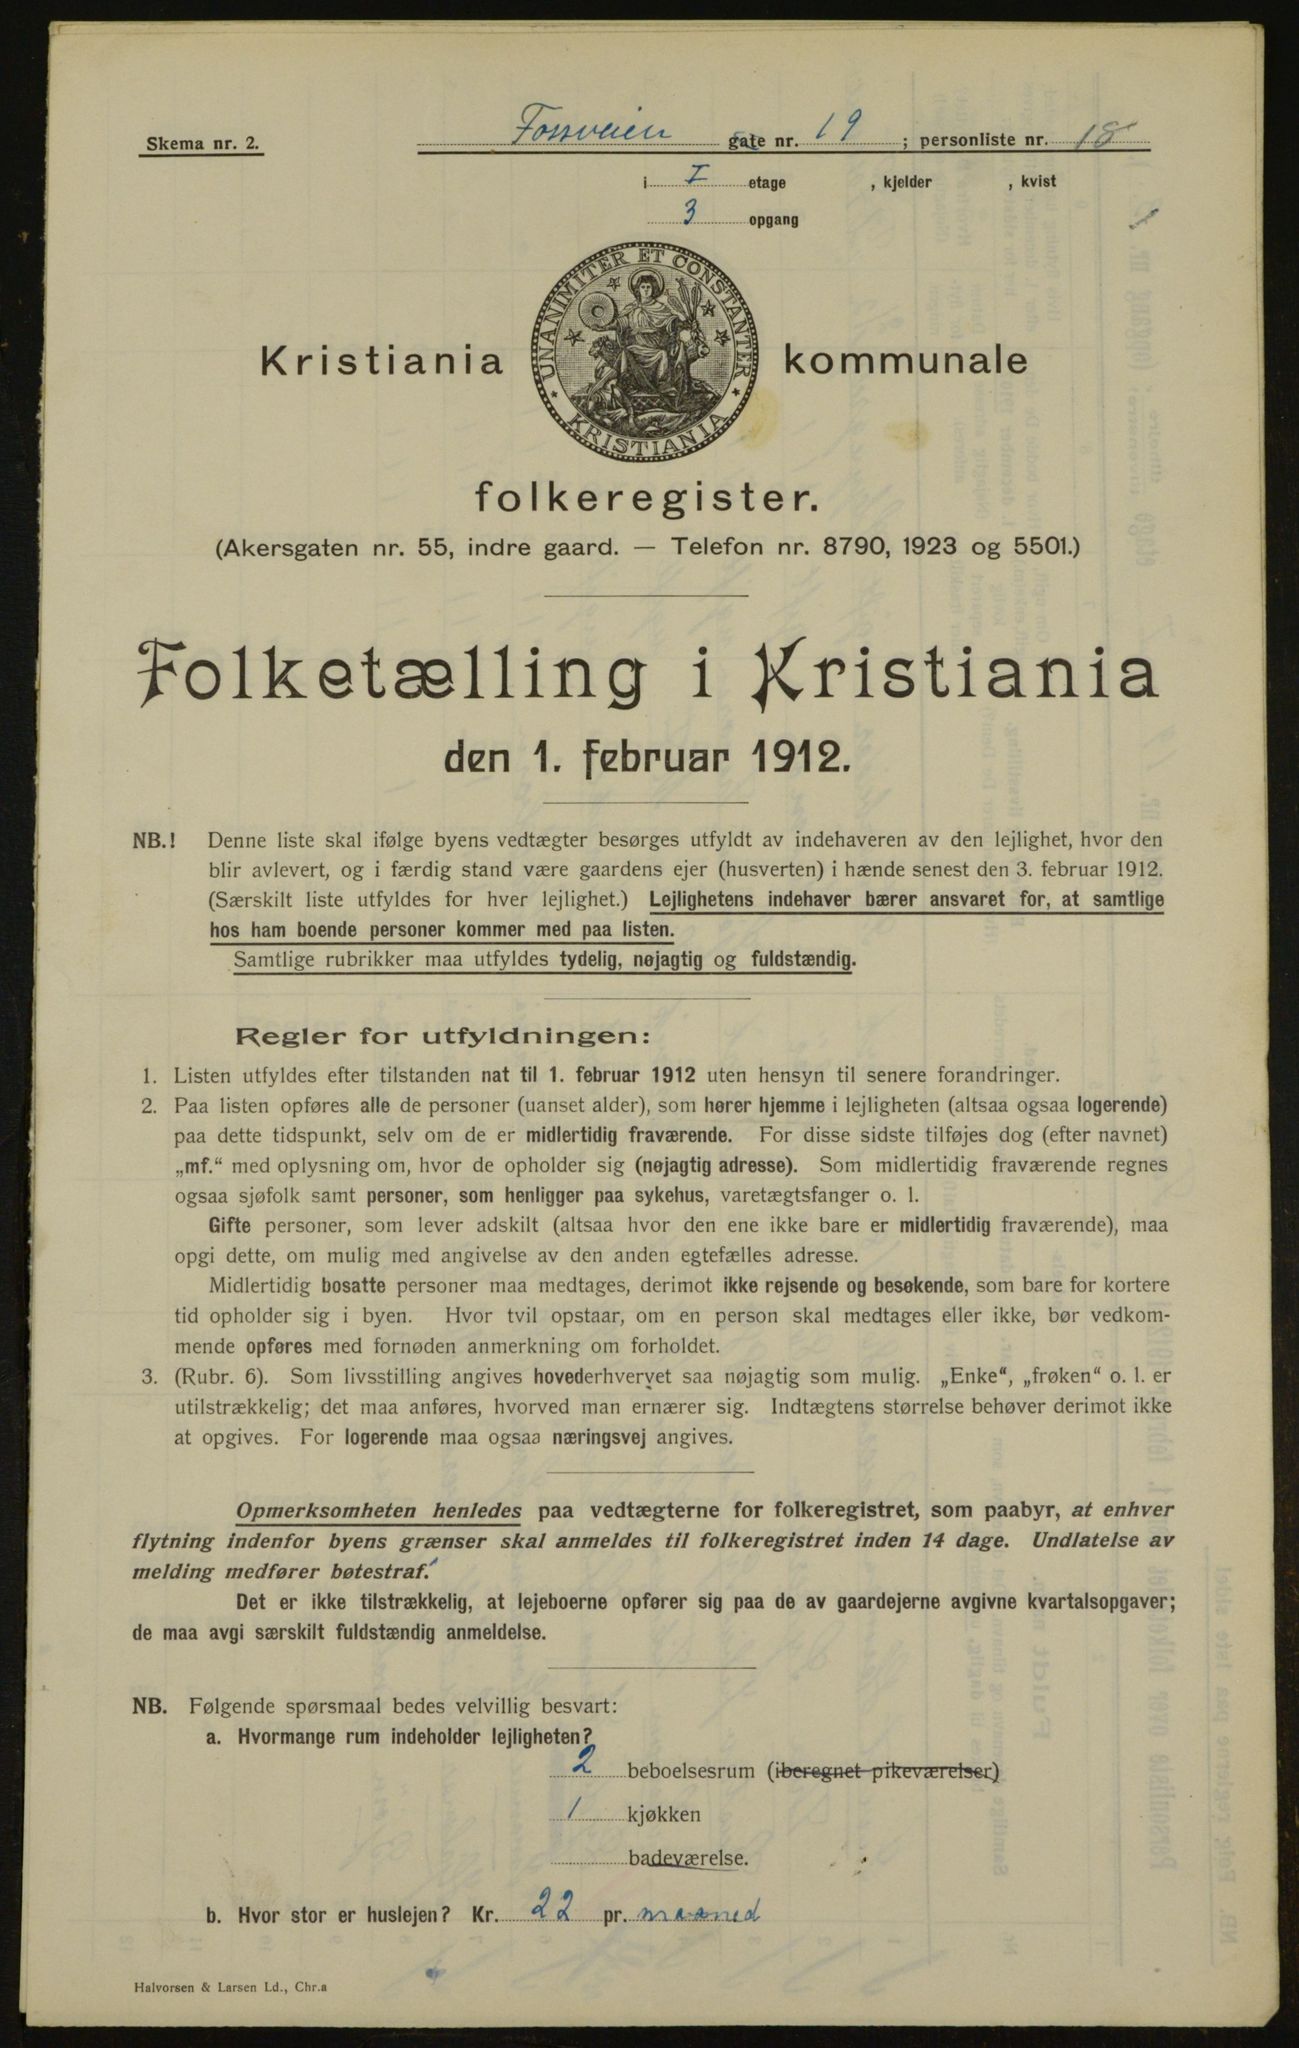 Skema nr. 2.
Fossveien gate nr. 19 ; personliste nr. 18
i I etage , kjelder , kvist
3 opgang
UNANIMITER ET CONSTANTER
KRISTIANIA
Kristiania kommunale
folkeregister.
(Akersgaten nr. 55, indre gaard. — Telefon nr. 8790, 1923 og 5501.)
Folketælling i Kristiania
den 1. februar 1912.
NB.! Denne liste skal ifølge byens vedtægter besørges utfyldt av indehaveren av den lejlighet, hvor den
blir avlevert, og i færdig stand være gaardens ejer (husverten) i hænde senest den 3. februar 1912.
(Særskilt liste utfyldes for hver lejlighet.) Lejlighetens indehaver bærer ansvaret for, at samtlige
hos ham boende personer kommer med paa listen.
Samtlige rubrikker maa utfyldes tydelig, nøjagtig og fuldstændig.
Regler for utfyldningen:
1. Listen utfyldes efter tilstanden nat til 1. februar 1912 uten hensyn til senere forandringer.
2. Paa listen opføres alle de personer (uanset alder), som hører hjemme i lejligheten (altsaa ogsaa logerende)
paa dette tidspunkt, selv om de er midlertidig fraværende. For disse sidste tilføjes dog (efter navnet)
„mf.“ med oplysning om, hvor de opholder sig (nøjagtig adresse). Som midlertidig fraværende regnes
ogsaa sjøfolk samt personer, som henligger paa sykehus, varetægtsfanger o. l.
Gifte personer, som lever adskilt (altsaa hvor den ene ikke bare er midlertidig fraværende), maa
opgi dette, om mulig med angivelse av den anden egtefælles adresse.
Midlertidig bosatte personer maa medtages, derimot ikke rejsende og besøkende, som bare for kortere
tid opholder sig i byen. Hvor tvil opstaar, om en person skal medtages eller ikke, bør vedkom-
mende opføres med fornøden anmerkning om forholdet.
3. (Rubr. 6). Som livsstilling angives hovederhvervet saa nøjagtig som mulig. „Enke“, „frøken“ o. l. er
utilstrækkelig; det maa anføres, hvorved man ernærer sig. Indtægtens størrelse behøver derimot ikke
at opgives. For logerende maa ogsaa næringsvej angives.
Opmerksomheten henledes paa vedtægterne for folkeregistret, som paabyr, at enhver
flytning indenfor byens grænser skal anmeldes til folkeregistret inden 14 dage. Undlatelse av
melding medfører bøtestraf.
Det er ikke tilstrækkelig, at lejeboerne opfører sig paa de av gaardejerne avgivne kvartalsopgaver;
de maa avgi særskilt fuldstændig anmeldelse.
NB. Følgende spørsmaal bedes velvillig besvart:
a. Hvormange rum indeholder lejligheten?
2 beboelsesrum (iberegnet pikeværelser)
1 kjøkken
badeværelse.
b. Hvor stor er huslejen? Kr. 22 pr. maaned
Halvorsen & Larsen Ld., Chr.a